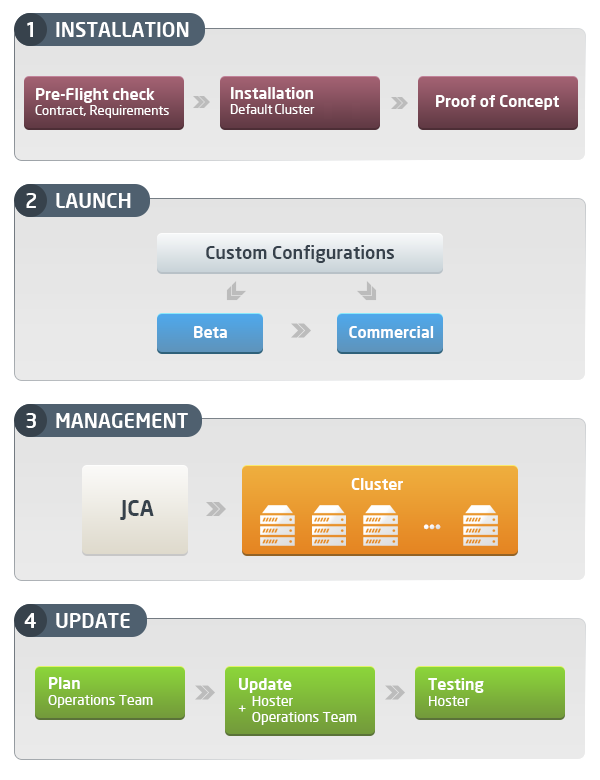 1 INSTALLATION
Pre-Flight check
Contract, Requirements
Installation
Default Cluster
Proof of Concept
2 LAUNCH
Custom Configurations
Beta
Commercial
3 MANAGEMENT
JCA
Cluster
...
4 UPDATE
Plan
Operations Team
Update
+ Hoster
Operations Team
Testing
Hoster